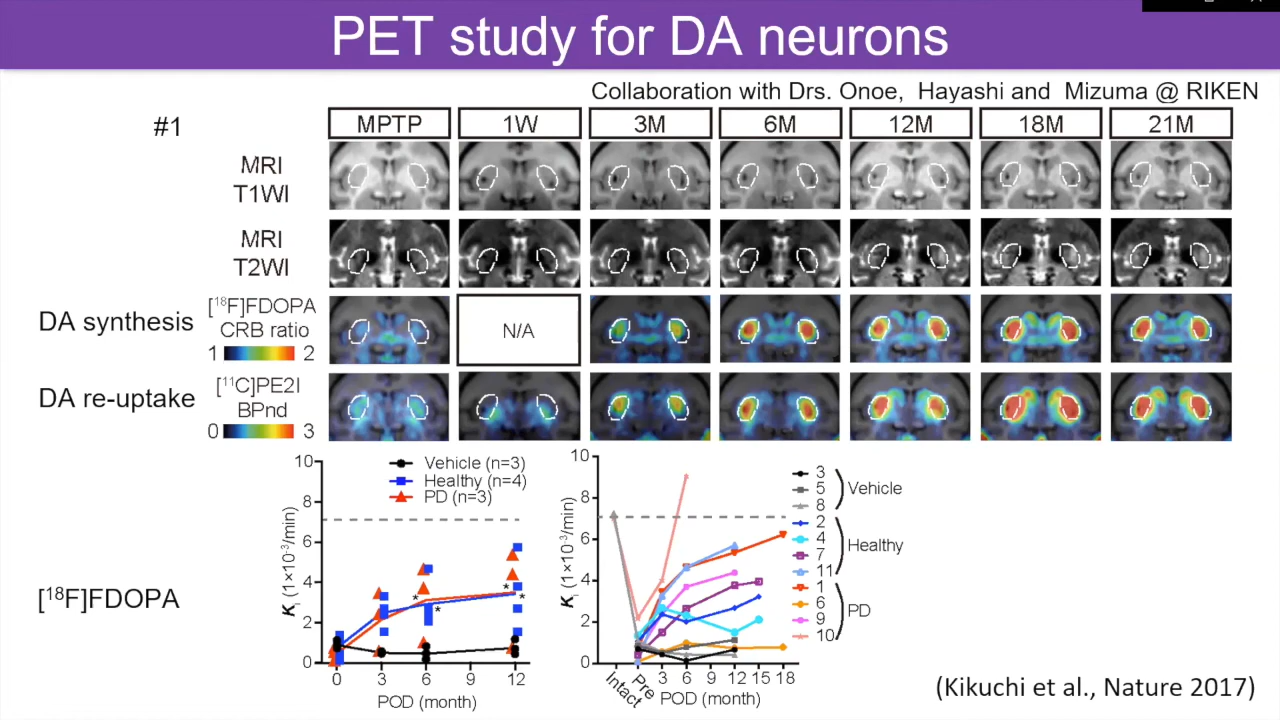 PET study for DA neurons
Collaboration with Drs. Onoe, Hayashi and Mizuma @ RIKEN
#1
MPTP 1W 3M 6M 12M 18M 21M
MRI
T1WI
MRI
T2WI
DA synthesis
[18F]FDOPA
CRB ratio
1 2
N/A
DA re-uptake
[11C]PE2I
BPnd
0 3
[18F]FDOPA
Ki (1×10-3/min)
10
8
6
4
2
0
Vehicle (n=3)
Healthy (n=4)
PD (n=3)
*
*
*
*
0 3 6 9 12
POD (month)
Ki (1×10-3/min)
10
8
6
4
2
0
Intact Pre 3 6 9 12 15 18
POD (month)
3
5
8
Vehicle
2
4
7
11
Healthy
1
6
9
10
PD
(Kikuchi et al., Nature 2017)